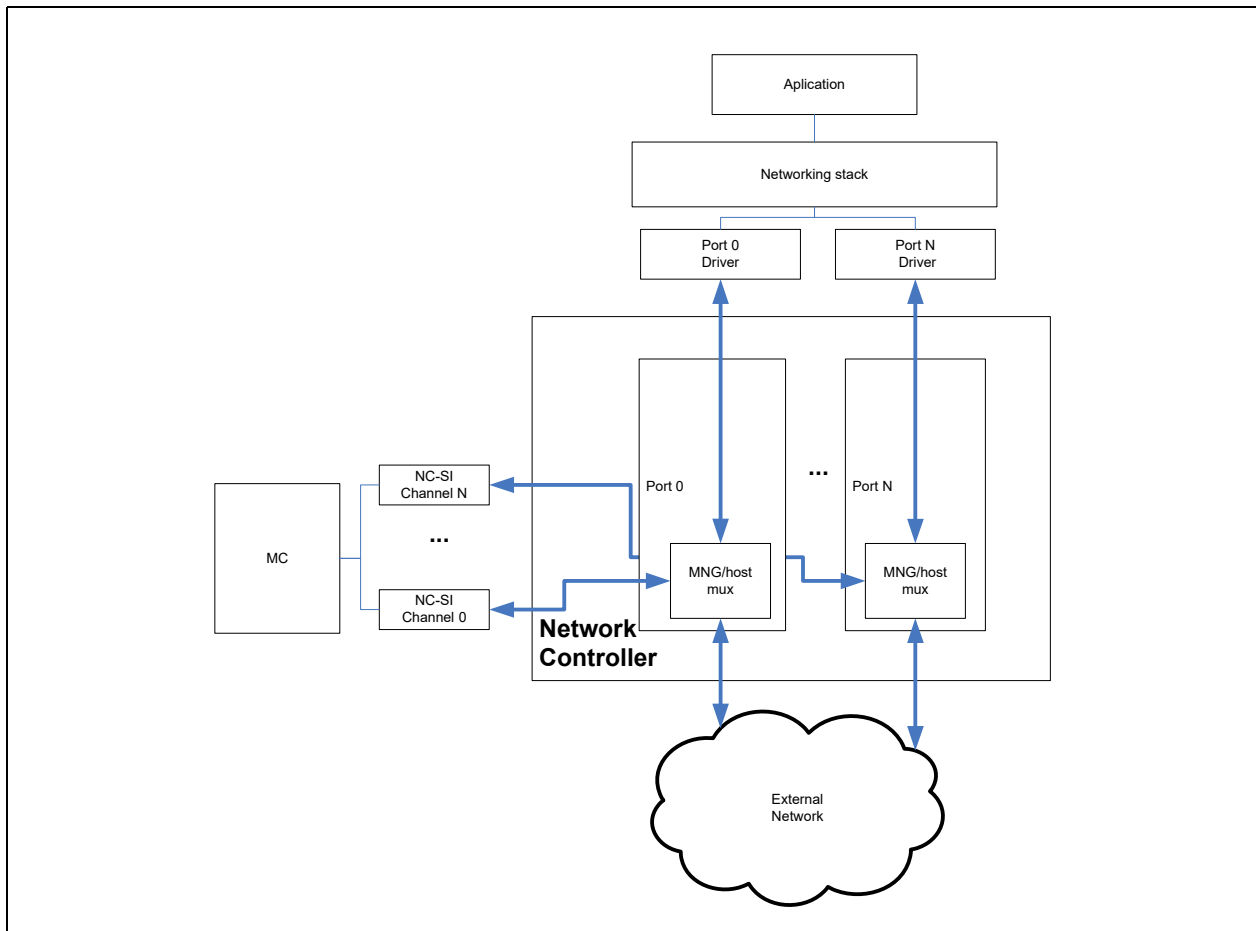 Aplication
Networking stack
Port 0
Driver
Port N
Driver
NC-SI
Channel N
...
Port 0
...
Port N
MC
MNG/host
mux
MNG/host
mux
NC-SI
Channel 0
Network
Controller
External
Network